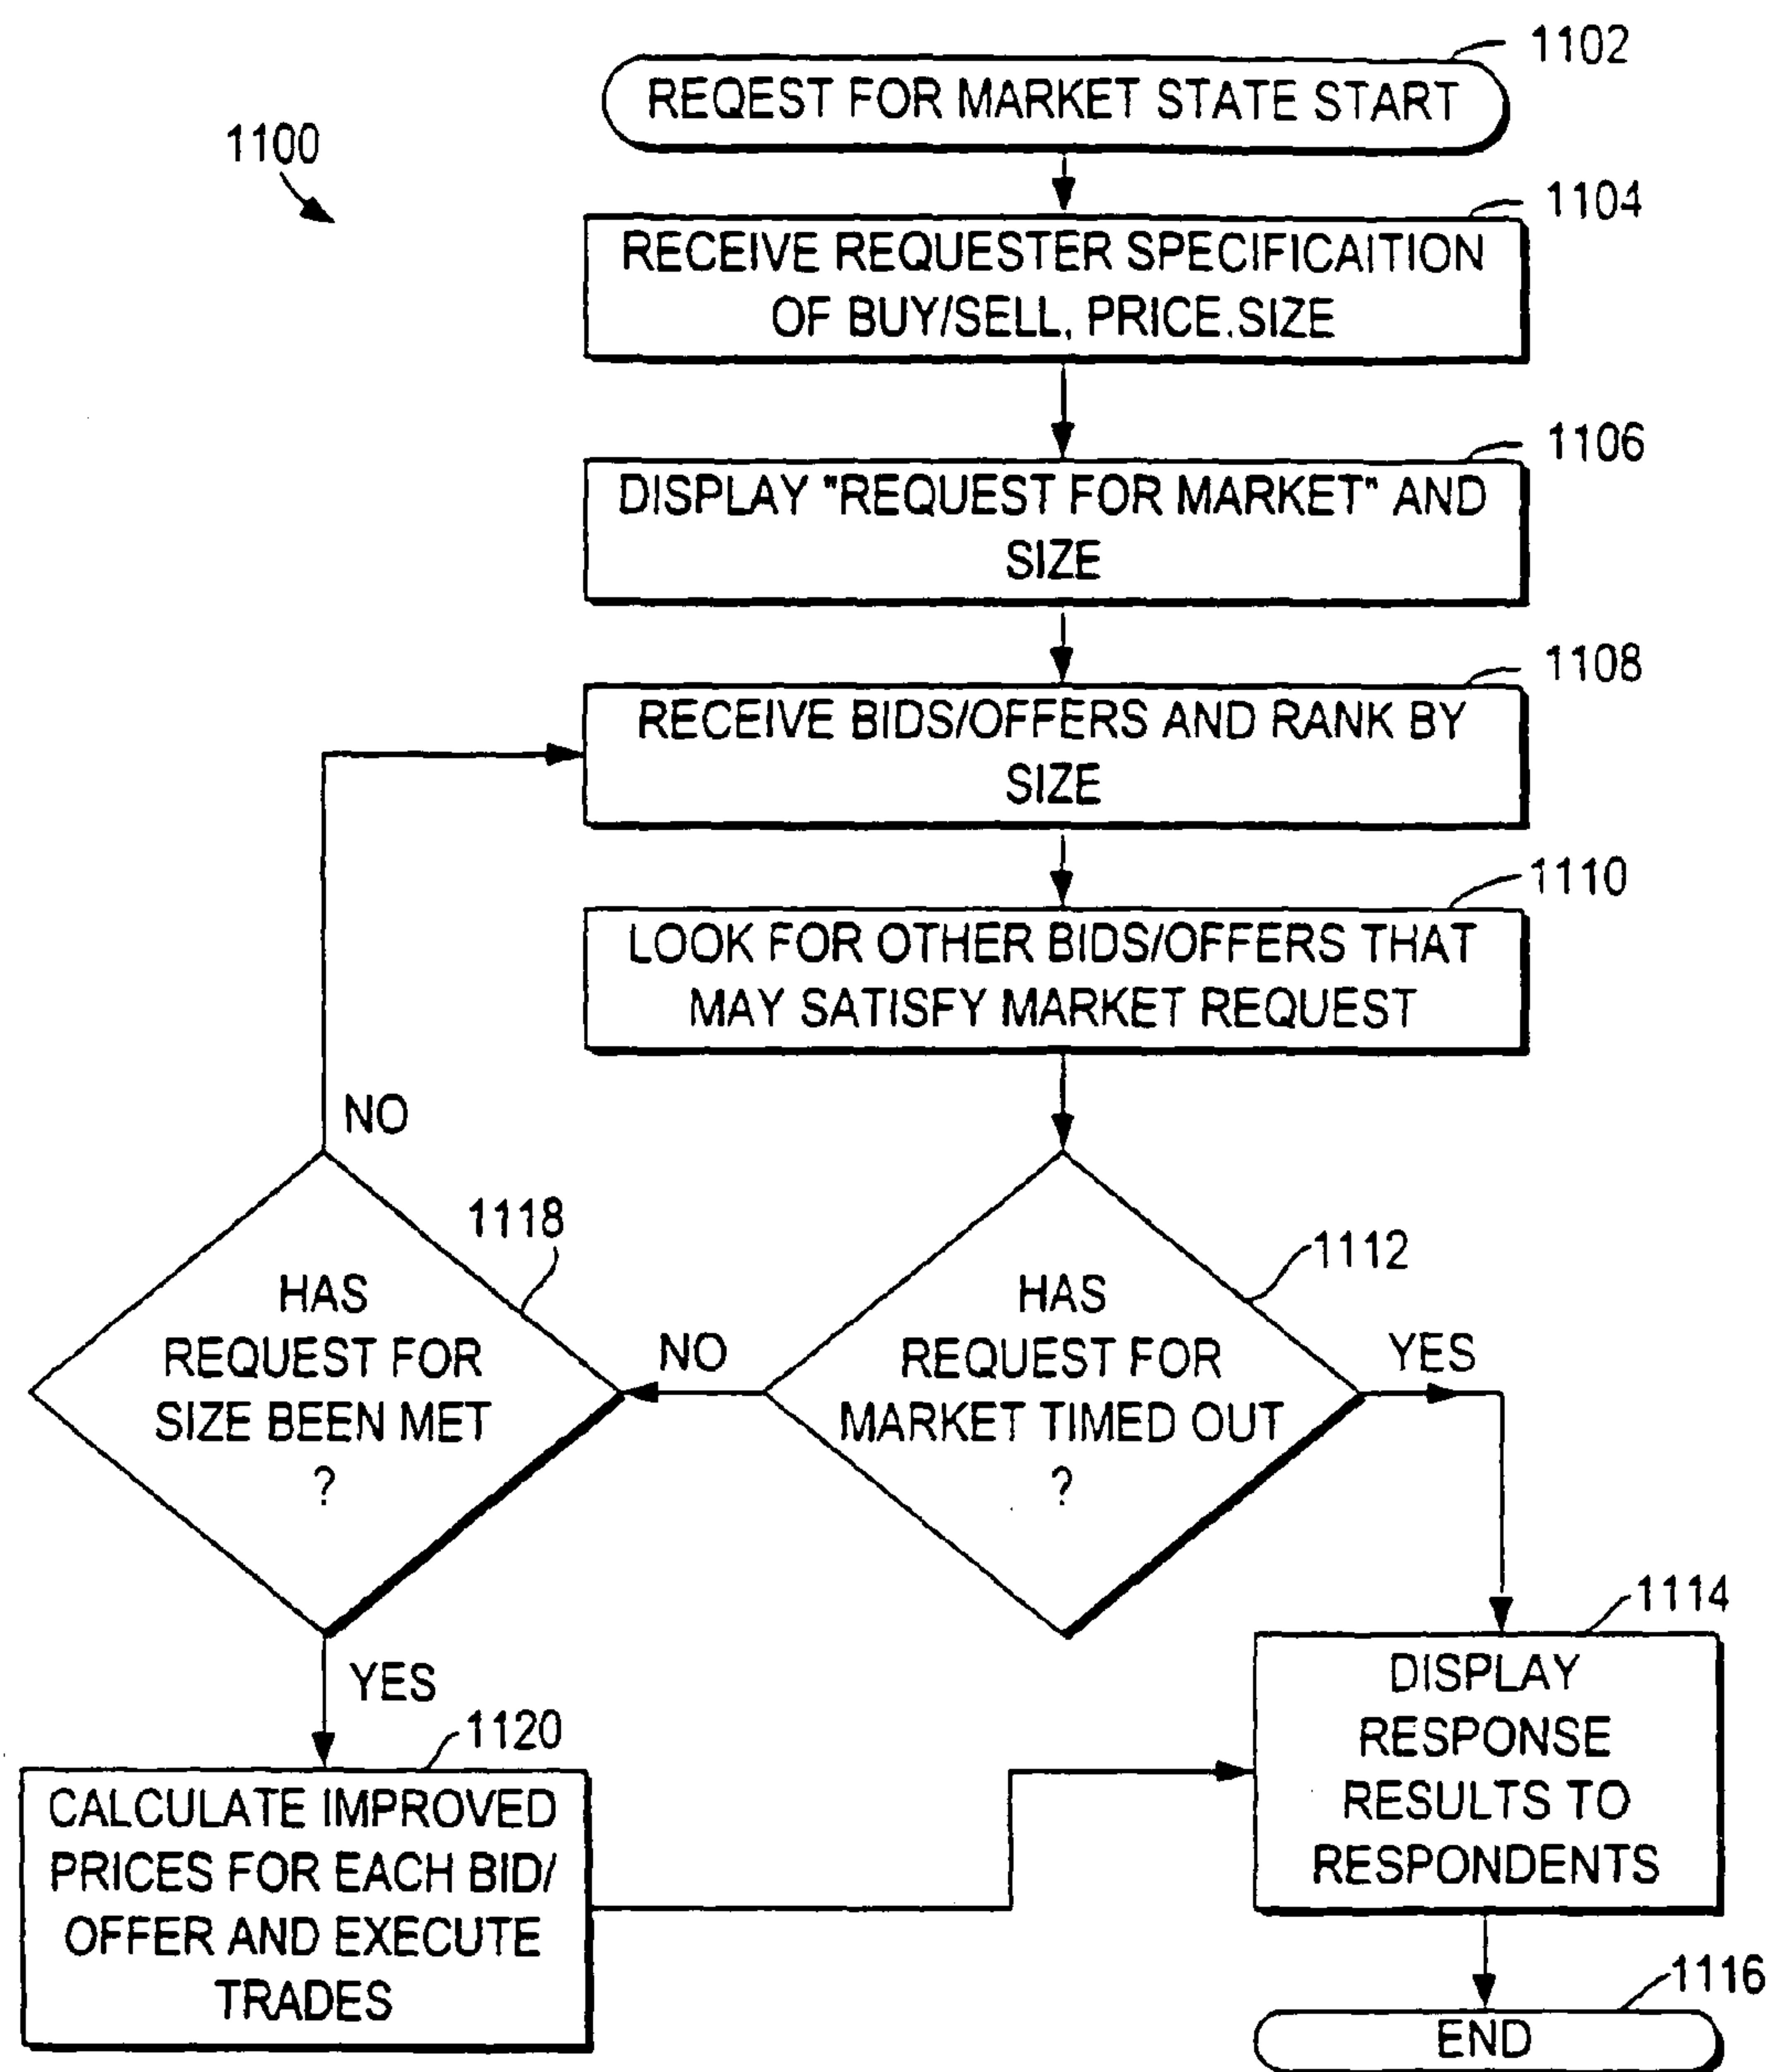 1102
REQEST FOR MARKET STATE START
1100
1104
RECEIVE REQUESTER SPECIFICAITION
OF BUY/SELL, PRICE.SIZE
1106
DISPLAY "REQUEST FOR MARKET" AND
SIZE
1108
RECEIVE BIDS/OFFERS AND RANK BY
SIZE
1110
LOOK FOR OTHER BIDS/OFFERS THAT
MAY SATISFY MARKET REQUEST
NO
1118
HAS
REQUEST FOR
SIZE BEEN MET
?
NO
1112
HAS
REQUEST FOR
MARKET TIMED OUT
?
YES
YES
1120
CALCULATE IMPROVED
PRICES FOR EACH BID/
OFFER AND EXECUTE
TRADES
1114
DISPLAY
RESPONSE
RESULTS TO
RESPONDENTS
1116
END